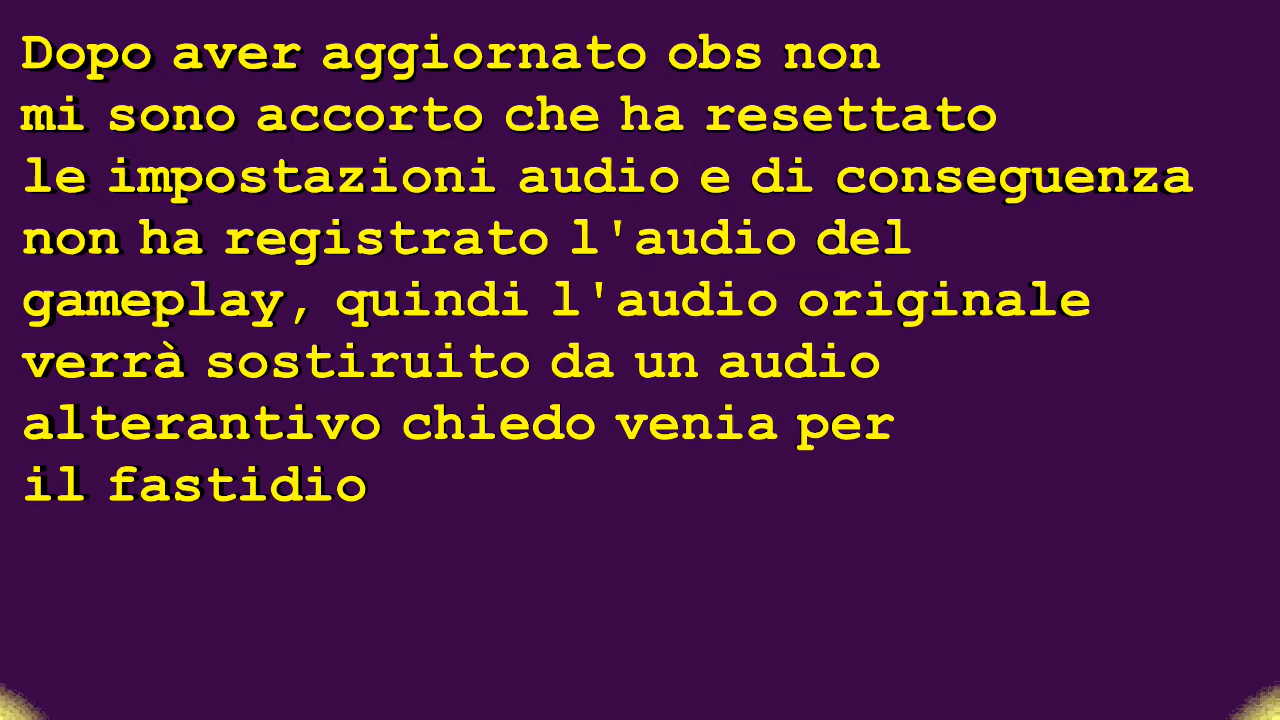 Dopo aver aggiornato obs non
mi sono accorto che ha resettato
le impostazioni audio e di conseguenza
non ha registrato l'audio del
gameplay, quindi l'audio originale
verrà sostiruito da un audio
alterantivo chiedo venia per
il fastidio